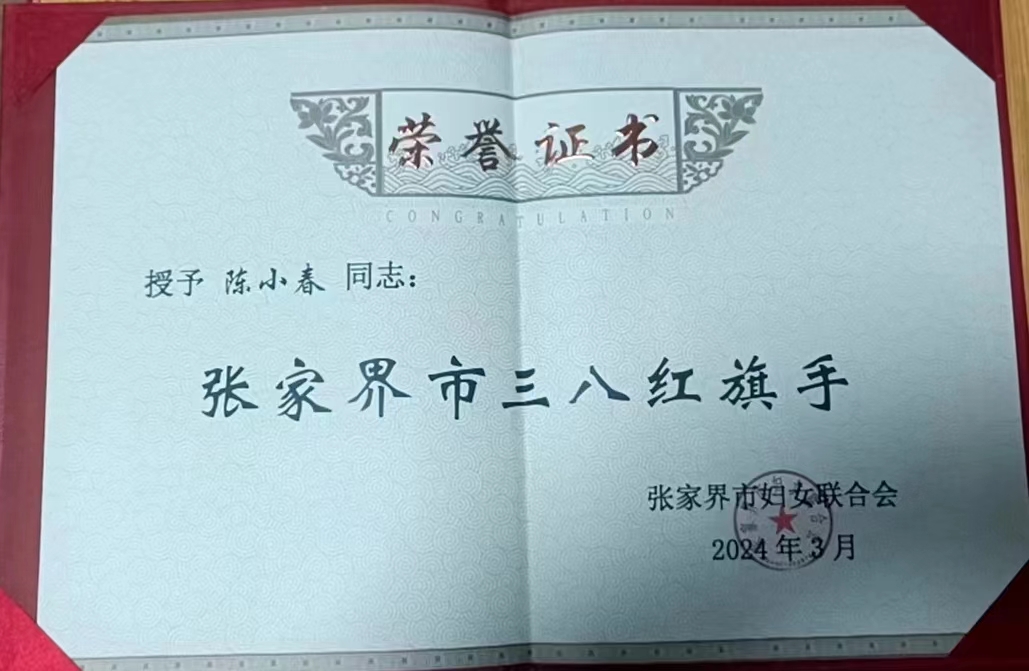 荣誉证书
CONGRATULATION
授予 陈小春 同志：
张家界市三八红旗手
张家界市妇女联合会
2024年3月